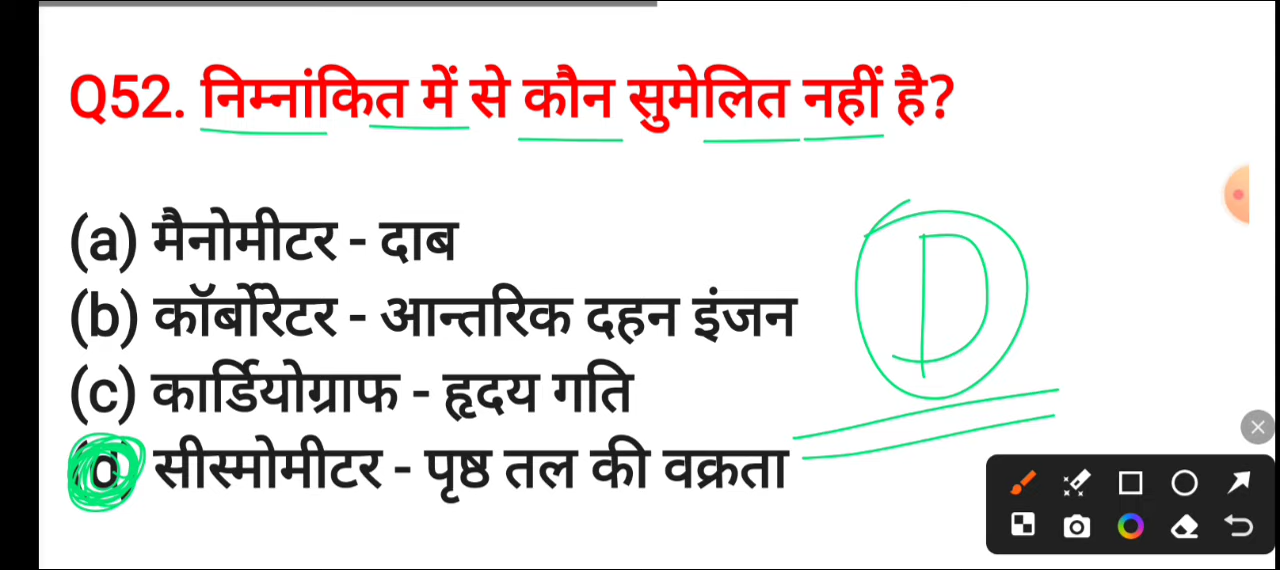 Q52. निम्नांकित में से कौन सुमेलित नहीं है?
(a) मैनोमीटर - दाब
(b) कॉर्बोरेटर - आन्तरिक दहन इंजन
(c) कार्डियोग्राफ - हृदय गति
(d) सीस्मोमीटर - पृष्ठ तल की वक्रता
D